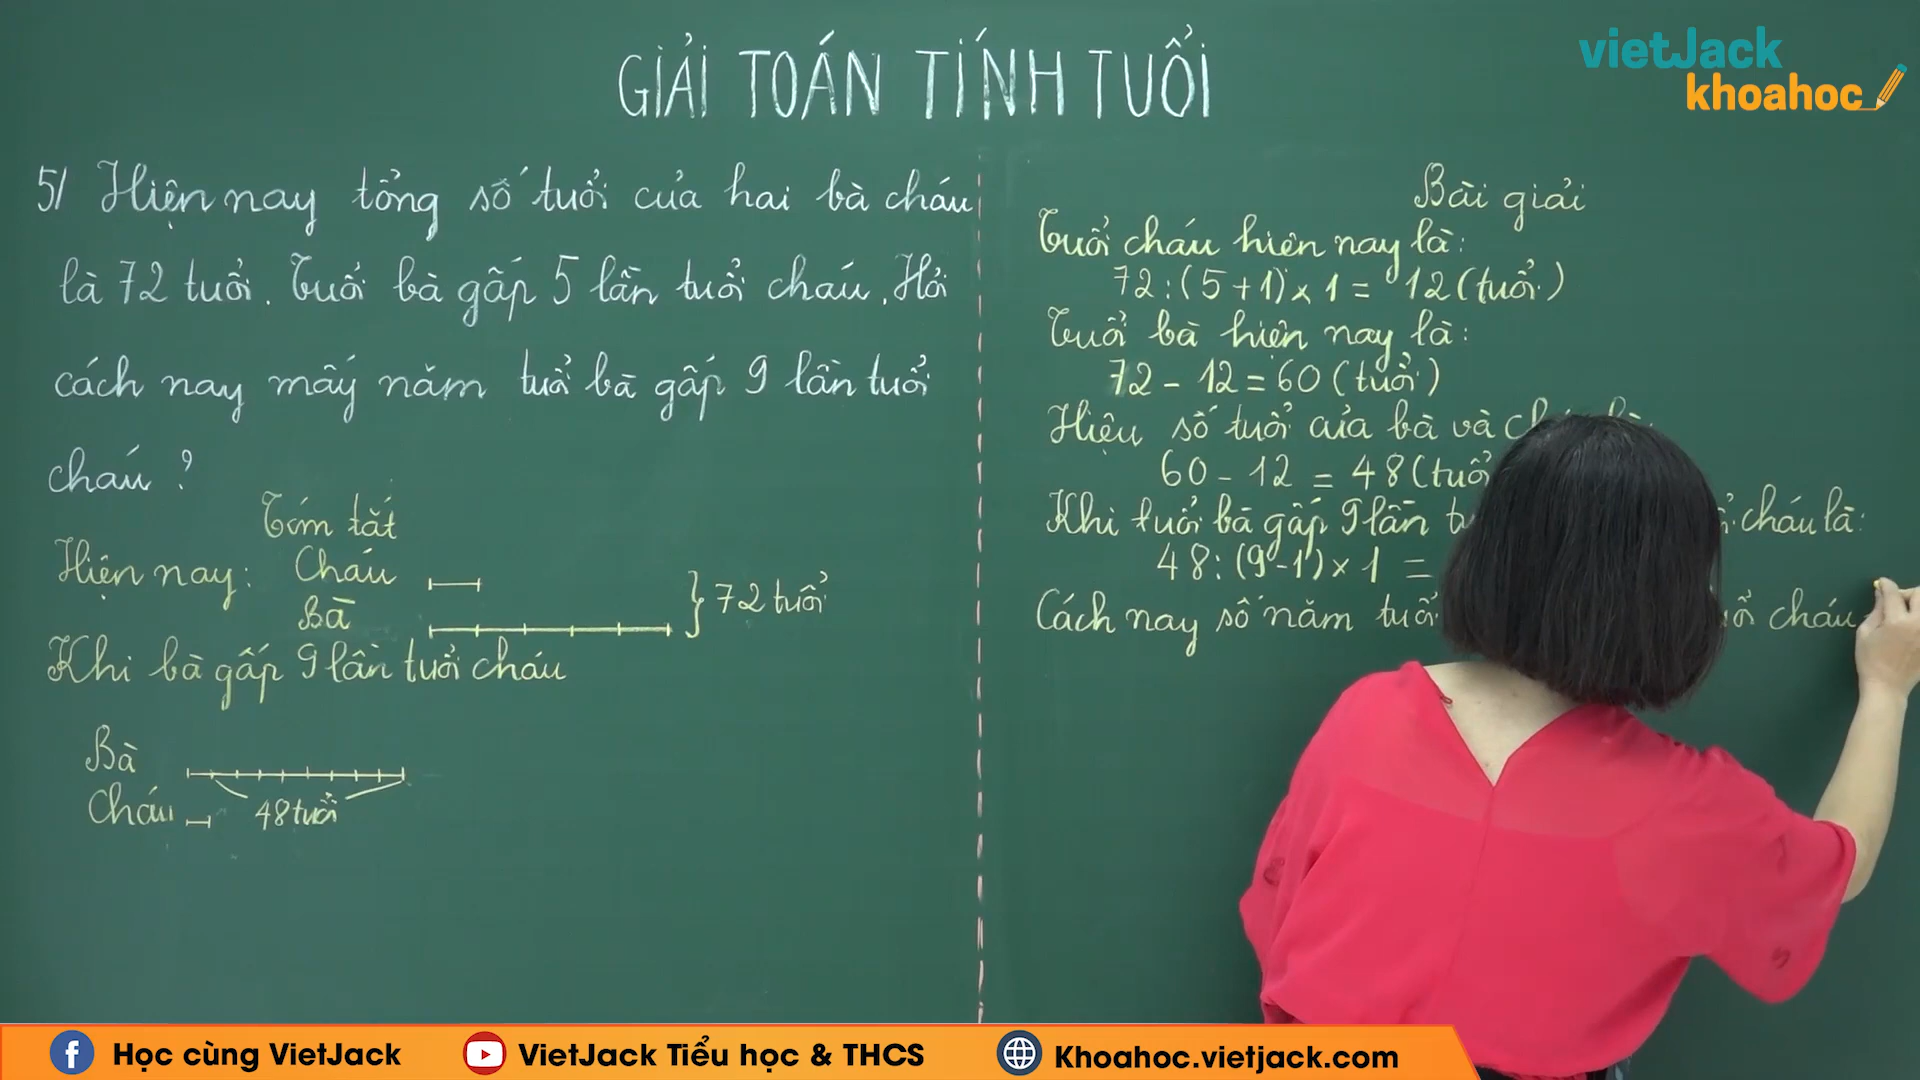 GIẢI TOÁN TÍNH TUỔI
vietJack
khoahoc
5/ Hiện nay tổng số tuổi của hai bà cháu
là 72 tuổi. Tuổi bà gấp 5 lần tuổi cháu. Hỏi
cách nay mấy năm tuổi bà gấp 9 lần tuổi
cháu ?
Tóm tắt
Hiện nay: Cháu
Bà
72 tuổi
Khi bà gấp 9 lần tuổi cháu
Bà
Cháu
48 tuổi
Bài giải
Tuổi cháu hiện nay là:
72 : (5 + 1) x 1 = 12 (tuổi)
Tuổi bà hiện nay là:
72 - 12 = 60 (tuổi)
Hiệu số tuổi của bà và
60 - 12 = 48 (tuổi
Khi tuổi bà gấp 9 lần cháu là:
48 : (9 - 1) x 1 =
Cách nay số năm tuổi cháu
Học cùng VietJack
VietJack Tiểu học & THCS
Khoahoc.vietjack.com